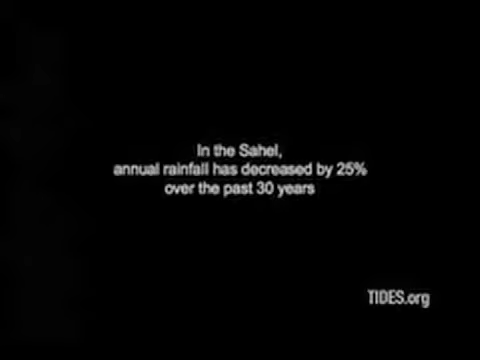 In the Sahel,
annual rainfall has decreased by 25%
over the past 30 years
TIDES.org